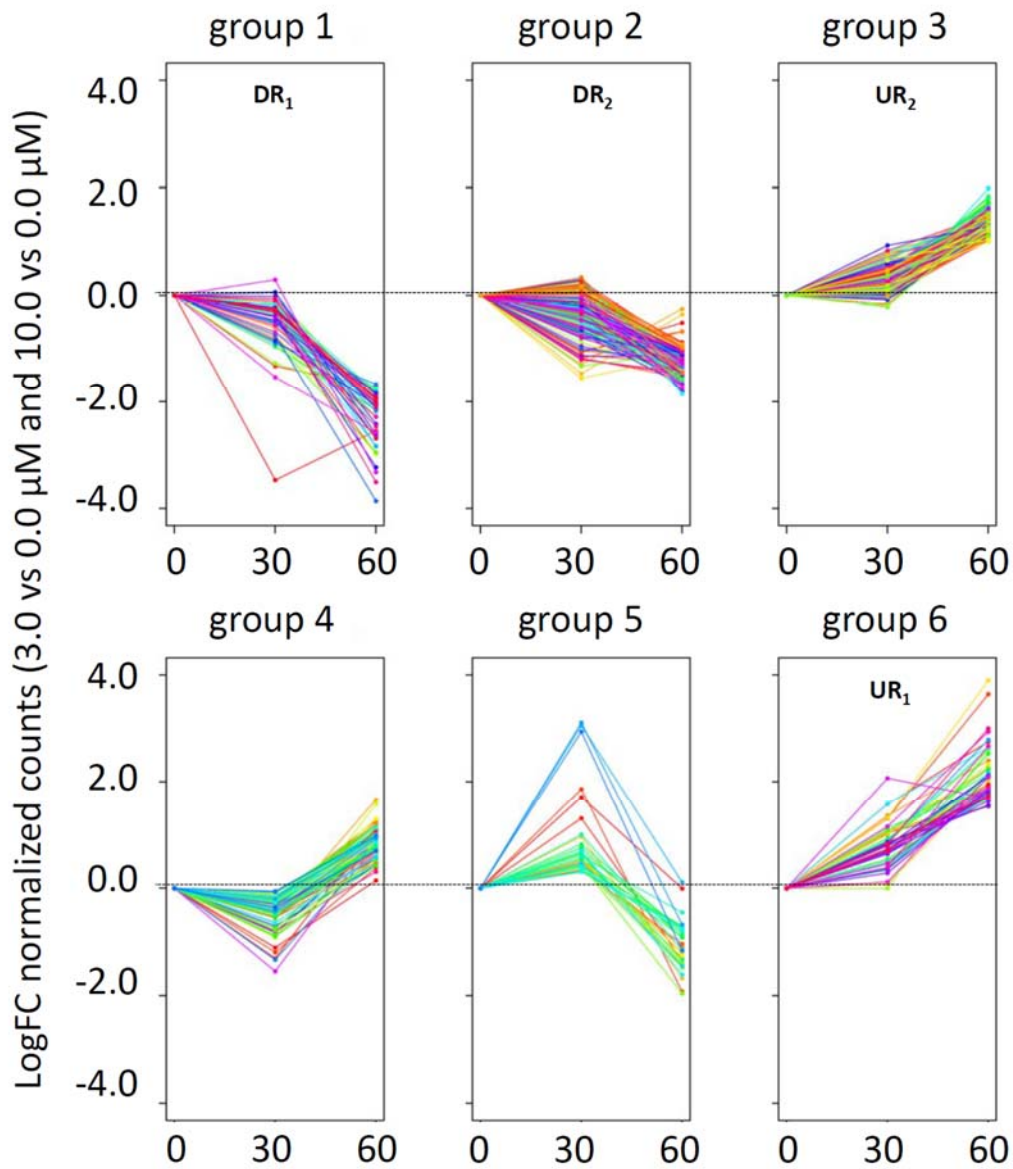 group 1
group 2
group 3
LogFC normalized counts (3.0 vs 0.0 µM and 10.0 vs 0.0 µM)
4.0
2.0
0.0
-2.0
-4.0
DR₁
DR₂
UR₂
0 30 60
0 30 60
0 30 60
group 4
group 5
group 6
4.0
2.0
0.0
-2.0
-4.0
UR₁
0 30 60
0 30 60
0 30 60